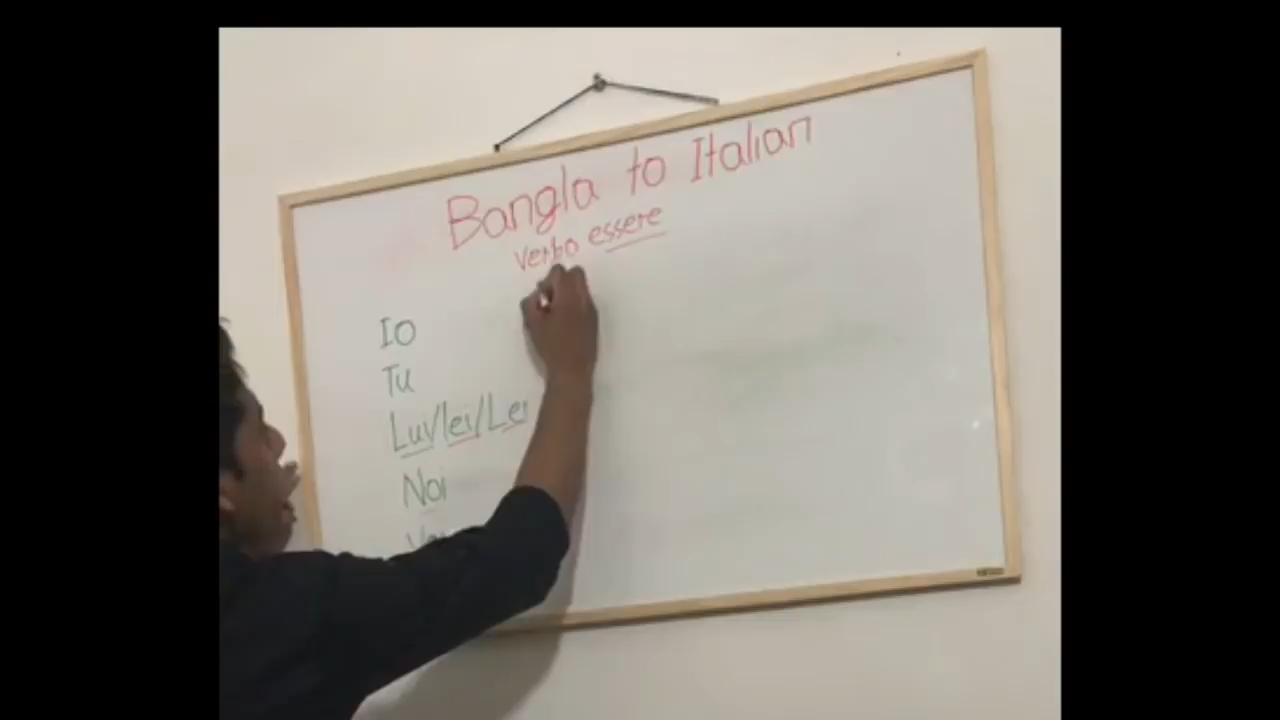 Bangla to Italian
verbo essere
Io
Tu
Lui/lei/Lei
Noi